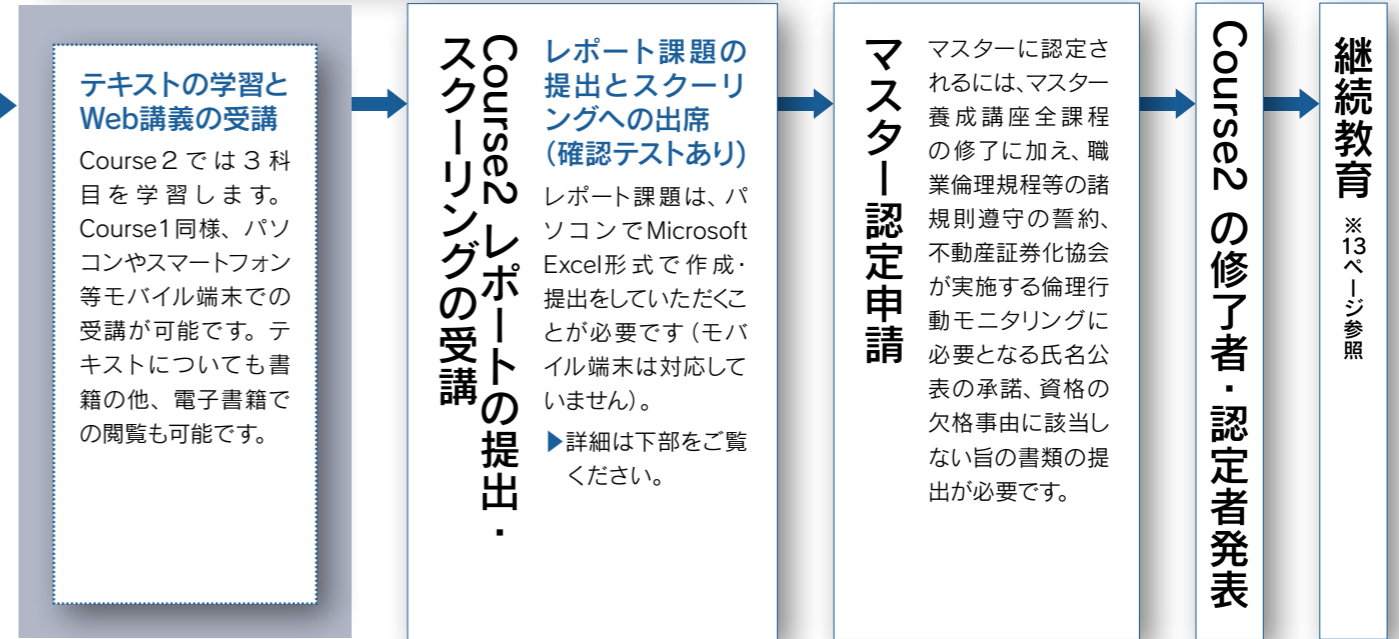 テキストの学習と
Web講義の受講
Course2では3科
目を学習します。
Course1同様、パソ
コンやスマートフォン
等モバイル端末での
受講が可能です。テ
キストについても書
籍の他、電子書籍で
の閲覧も可能です。
Course2 レポートの提出・
スクーリングの受講
レポート課題の
提出とスクーリ
ングへの出席
(確認テストあり)
レポート課題は、パ
ソコンでMicrosoft
Excel形式で作成・
提出をしていただくこ
とが必要です（モバ
イル端末は対応して
いません）。
▶詳細は下部をご覧
ください。
マスター認定申請
マスターに認定さ
れるには、マスター
養成講座全課程
の修了に加え、職
業倫理規程等の諸
規則遵守の誓約、
不動産証券化協会
が実施する倫理行
動モニタリングに
必要となる氏名公
表の承諾、資格の
欠格事由に該当し
ない旨の書類の提
出が必要です。
Course2 の修了者・認定者発表
継続教育 ※13ページ参照